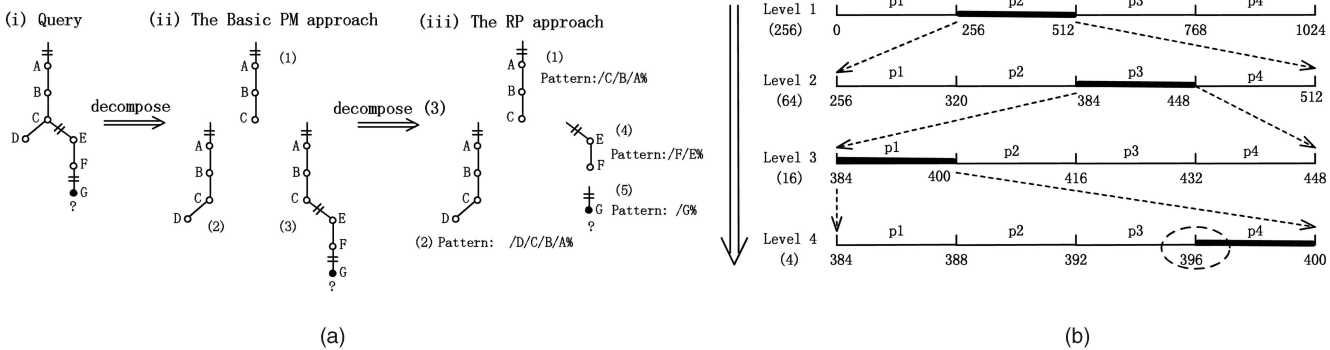 (i) Query
(ii) The Basic PM approach
(iii) The RP approach
A
B
C
D
E
F
G
?
decompose
(1)
A
B
C
A
B
C
D
(2)
A
B
C
E
F
G
?
(3)
decompose (3)
(1)
A
B
C
Pattern:/C/B/A%
A
B
C
D
(2) Pattern: /D/C/B/A%
(4)
E
F
Pattern:/F/E%
(5)
G Pattern: /G%
?
(a)
Level 1 p1 p2 p3 p4
(256) 0 256 512 768 1024
Level 2 p1 p2 p3 p4
(64) 256 320 384 448 512
Level 3 p1 p2 p3 p4
(16) 384 400 416 432 448
Level 4 p1 p2 p3 p4
(4) 384 388 392 396 400
(b)